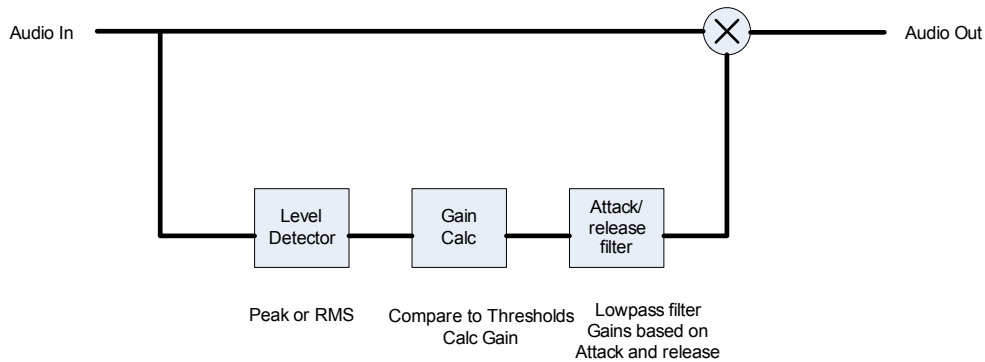 Audio In
Audio Out
Level
Detector
Gain
Calc
Attack/
release
filter
Peak or RMS
Compare to Thresholds
Calc Gain
Lowpass filter
Gains based on
Attack and release